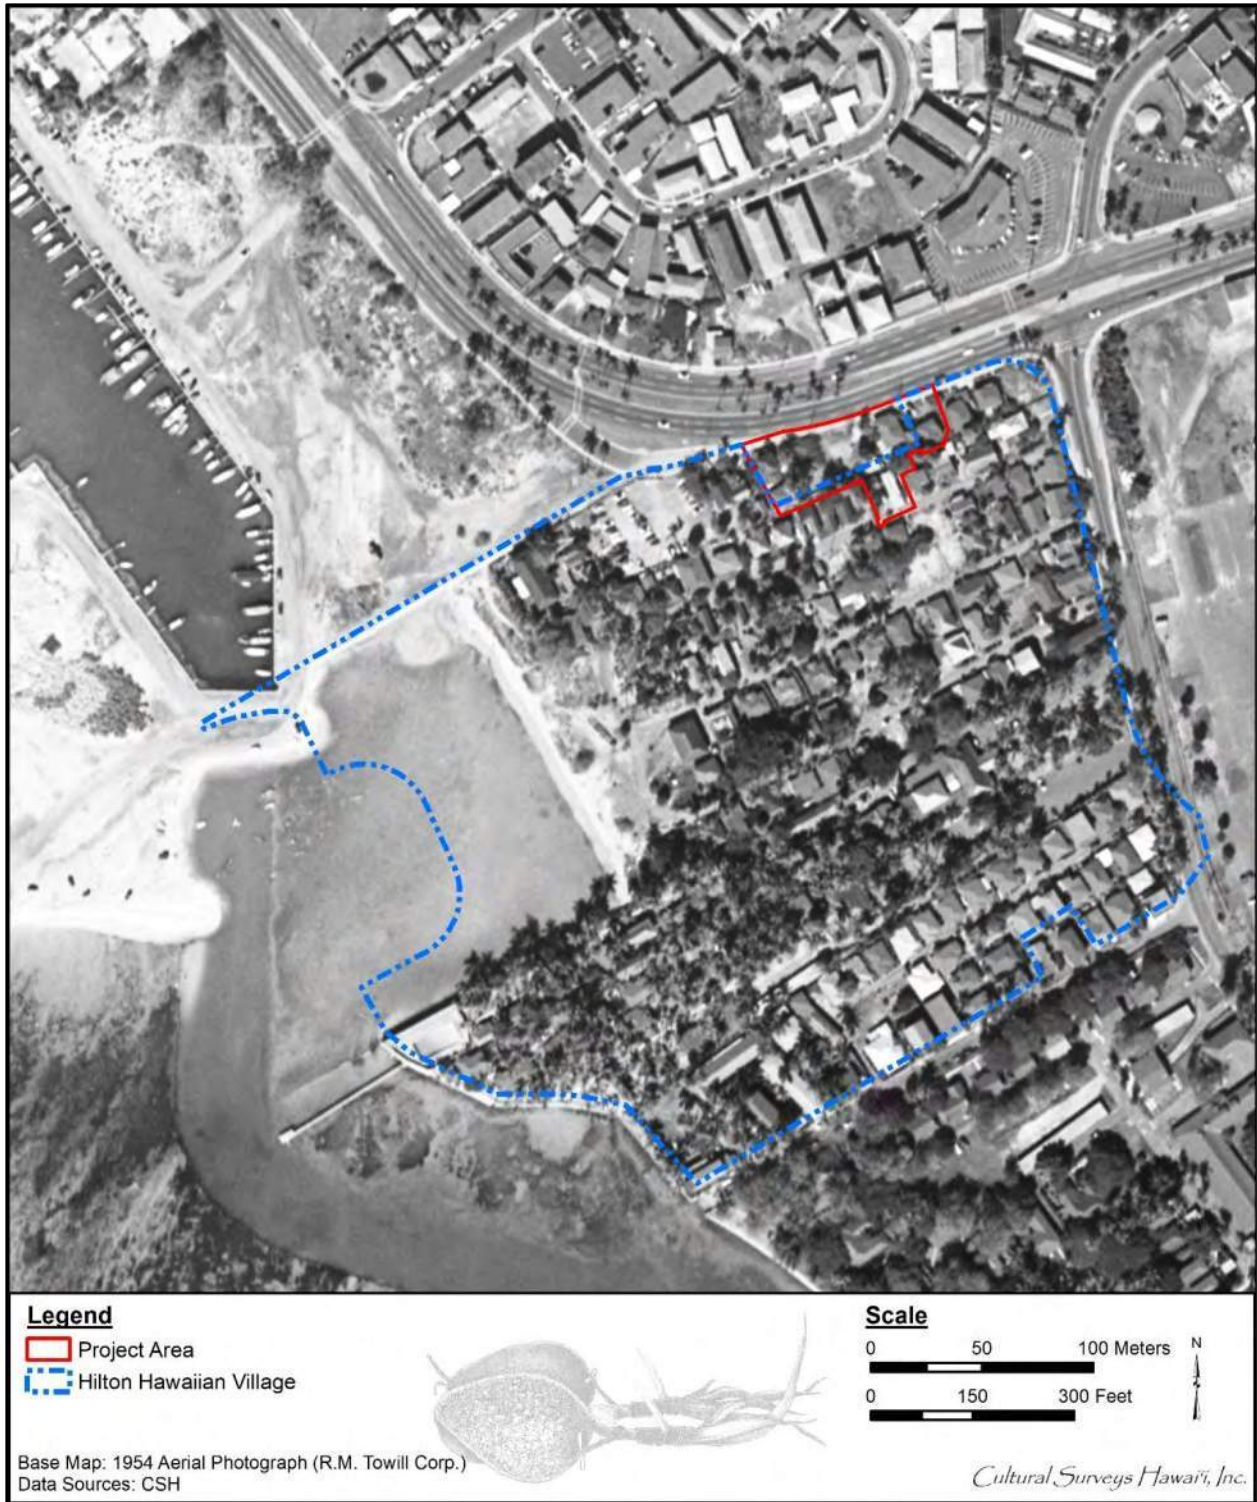 Legend
Project Area
Hilton Hawaiian Village
Base Map: 1954 Aerial Photograph (R.M. Towill Corp.)
Data Sources: CSH
Scale
0 50 100 Meters
0 150 300 Feet
N
Cultural Surveys Hawai'i, Inc.